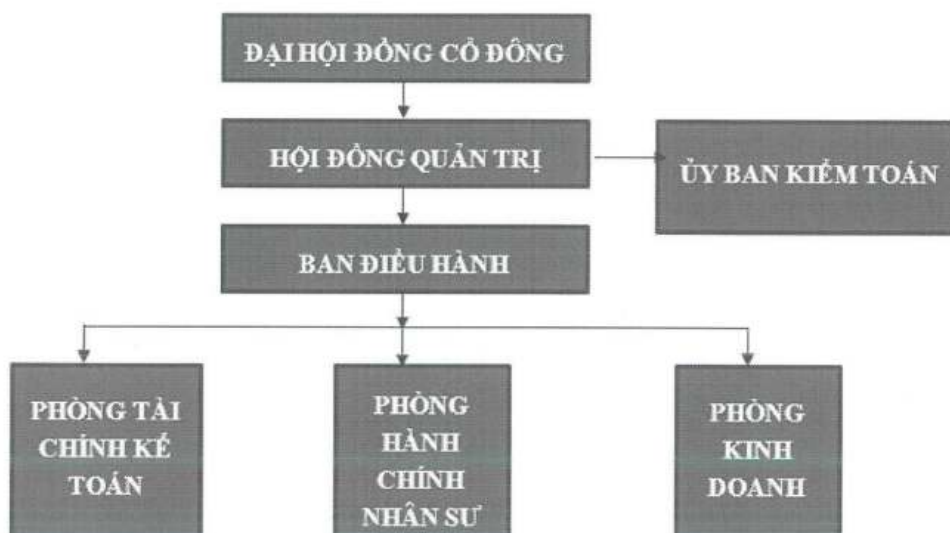 ĐẠI HỘI ĐỒNG CỔ ĐÔNG
HỘI ĐỒNG QUẢN TRỊ
ỦY BAN KIỂM TOÁN
BAN ĐIỀU HÀNH
PHÒNG TÀI
CHÍNH KẾ
TOÁN
PHÒNG
HÀNH
CHÍNH
NHÂN SỰ
PHÒNG
KINH
DOANH